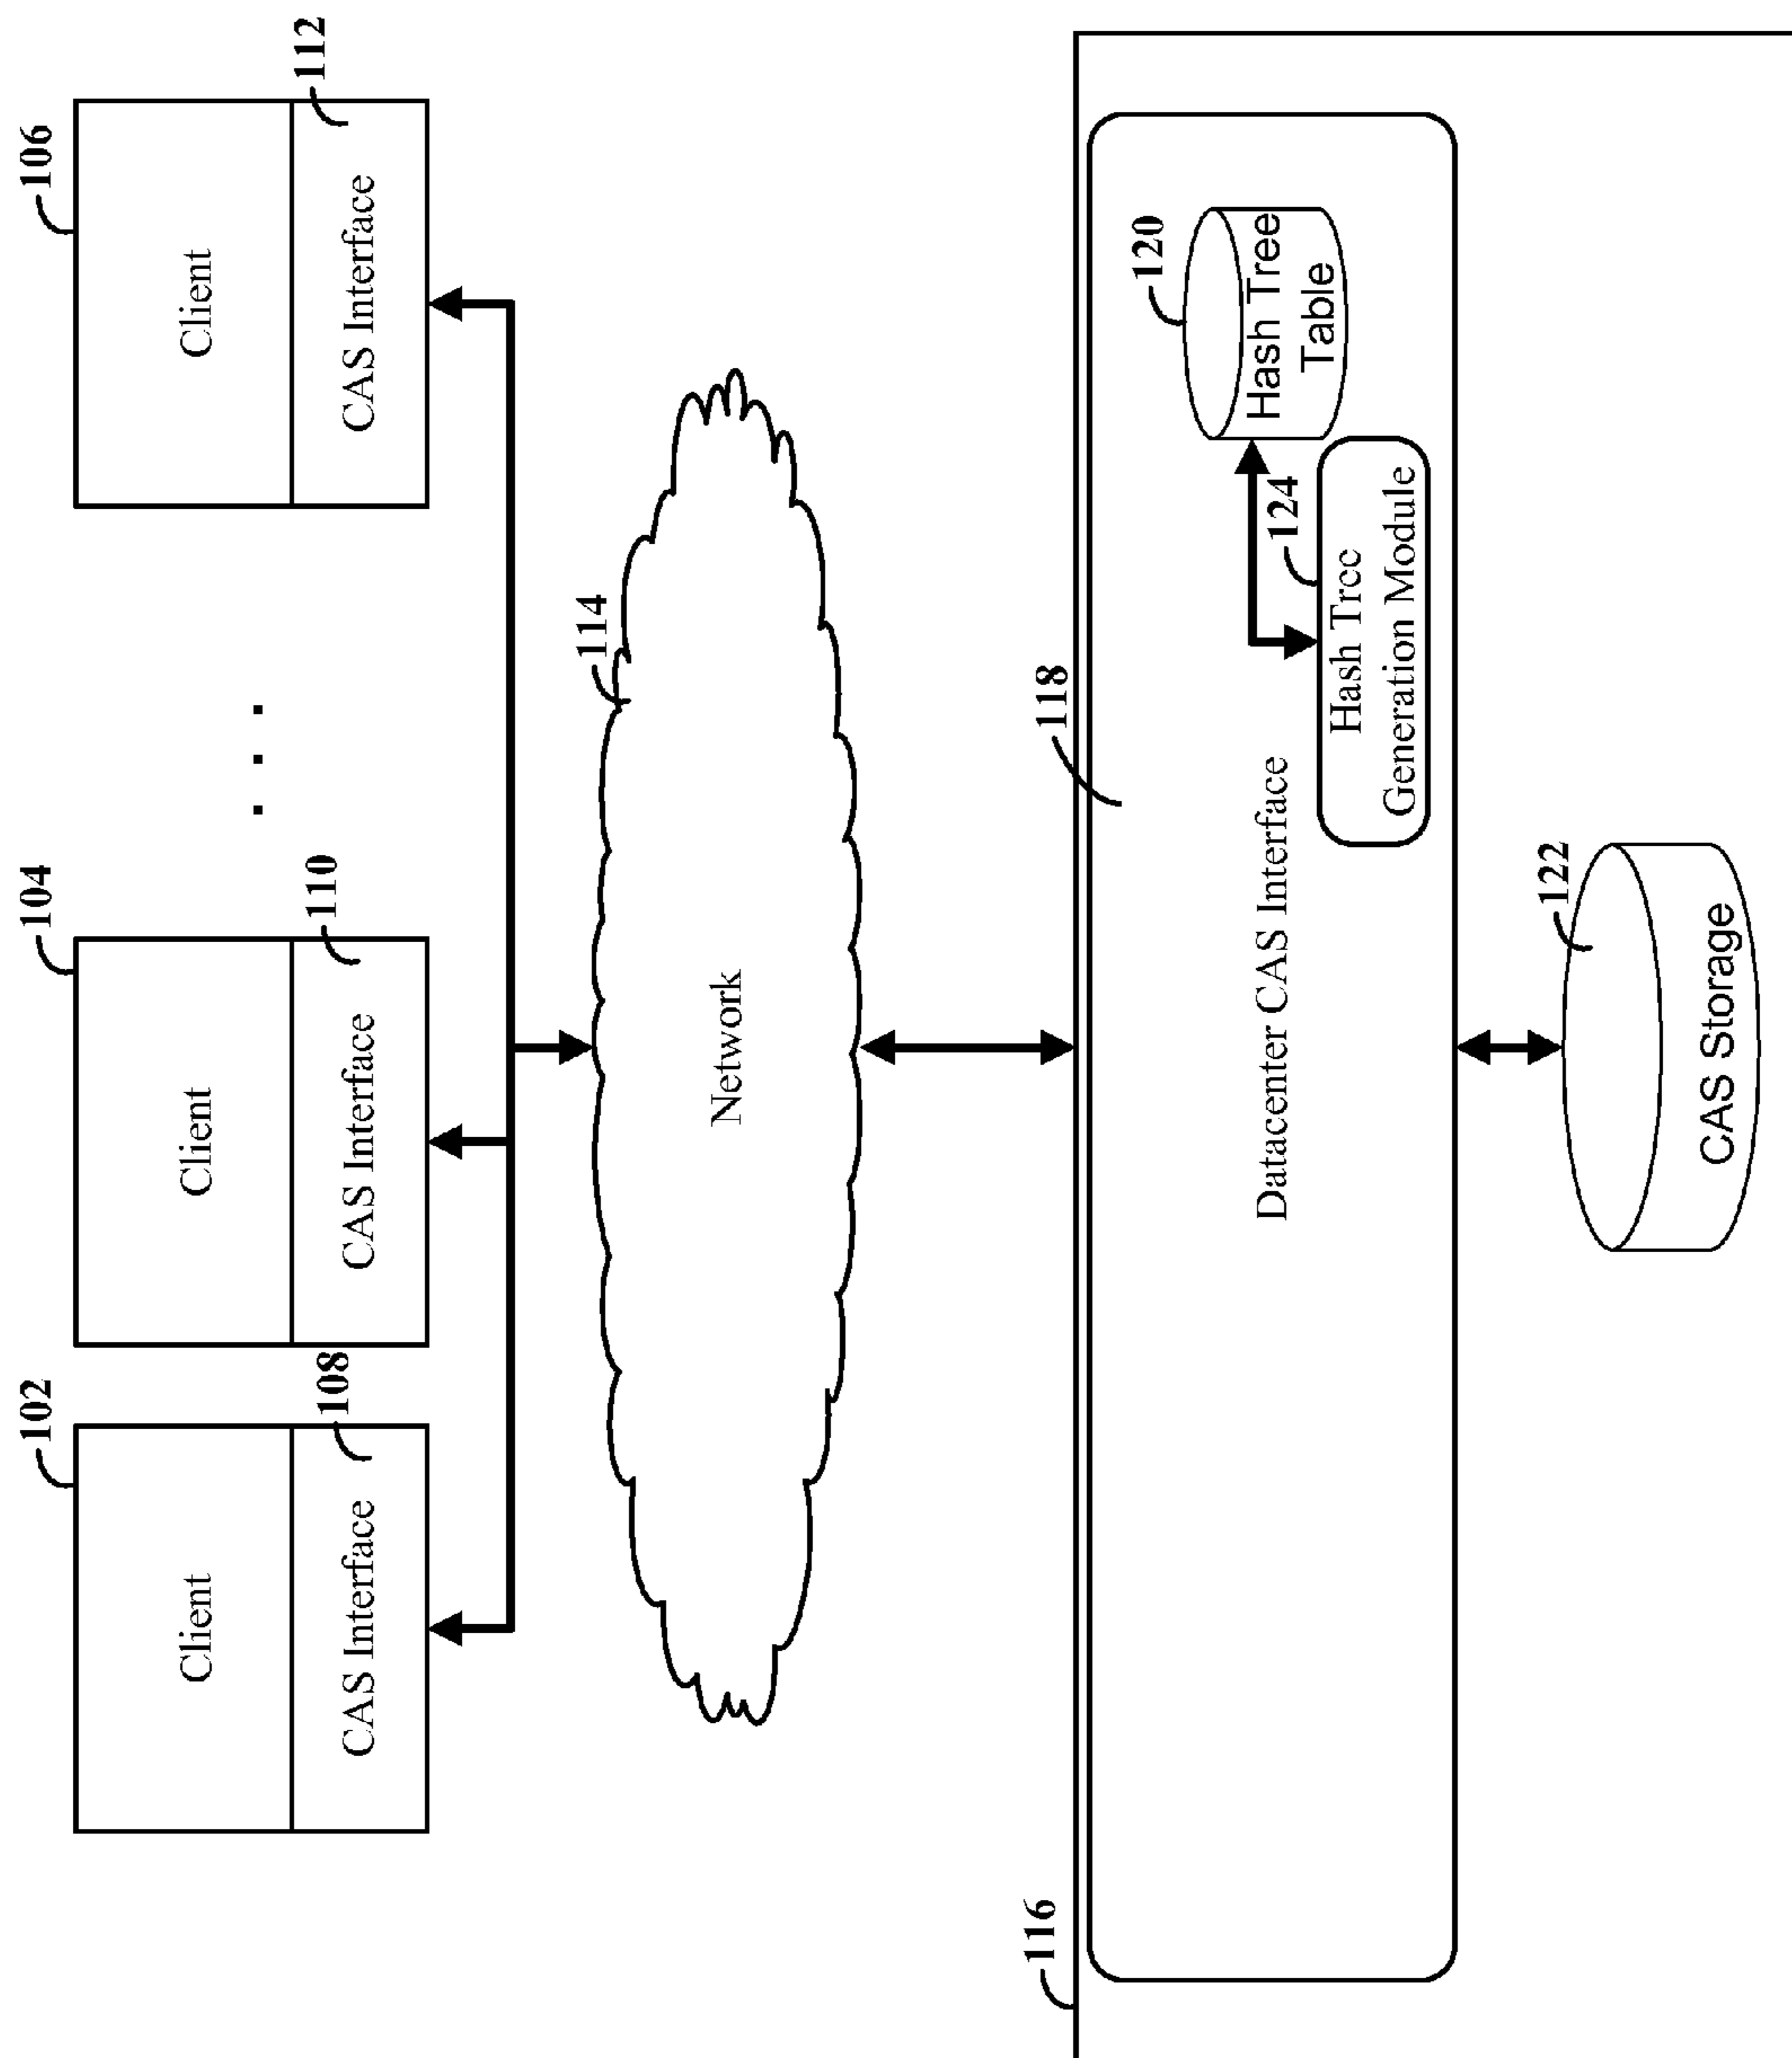 102
104
106
Client
Client
Client
. . .
108
110
112
CAS Interface
CAS Interface
CAS Interface
114
Network
116
118
120
Datacenter CAS Interface
Hash Tree
Table
124
Hash Tree
Generation Module
122
CAS Storage